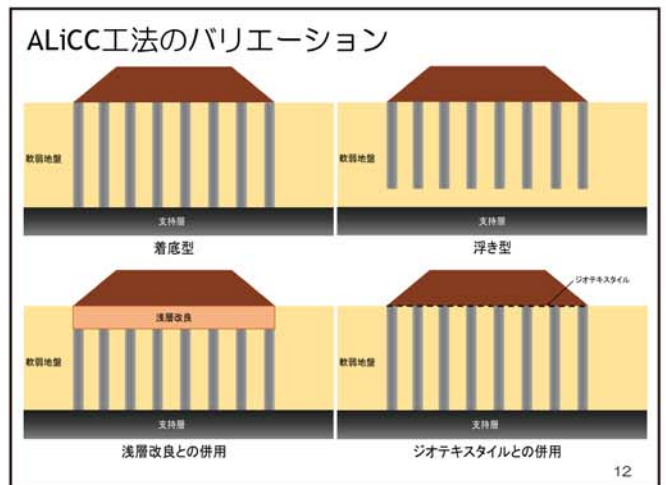 ALiCC工法のバリエーション
軟弱地盤
支持層
着底型
軟弱地盤
支持層
浮き型
浅層改良
軟弱地盤
支持層
浅層改良との併用
ジオテキスタイル
軟弱地盤
支持層
ジオテキスタイルとの併用
12